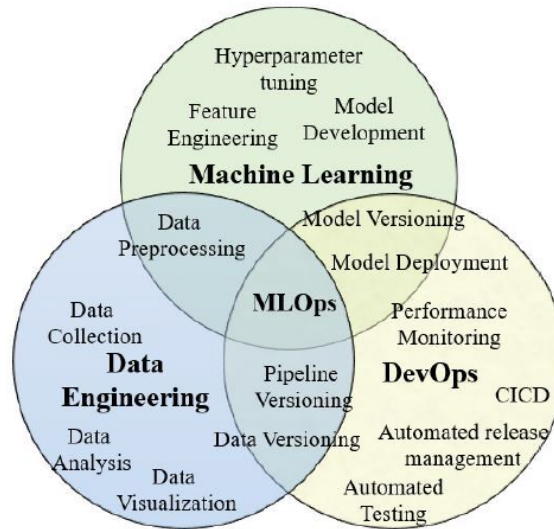 Hyperparameter
tuning
Feature
Engineering
Model
Development
Machine Learning
Data
Preprocessing
Model Versioning
Model Deployment
MLOps
Data
Collection
Performance
Monitoring
Data
Engineering
Pipeline
Versioning
DevOps
CICD
Data
Analysis
Data Versioning
Automated release
management
Data
Visualization
Automated
Testing